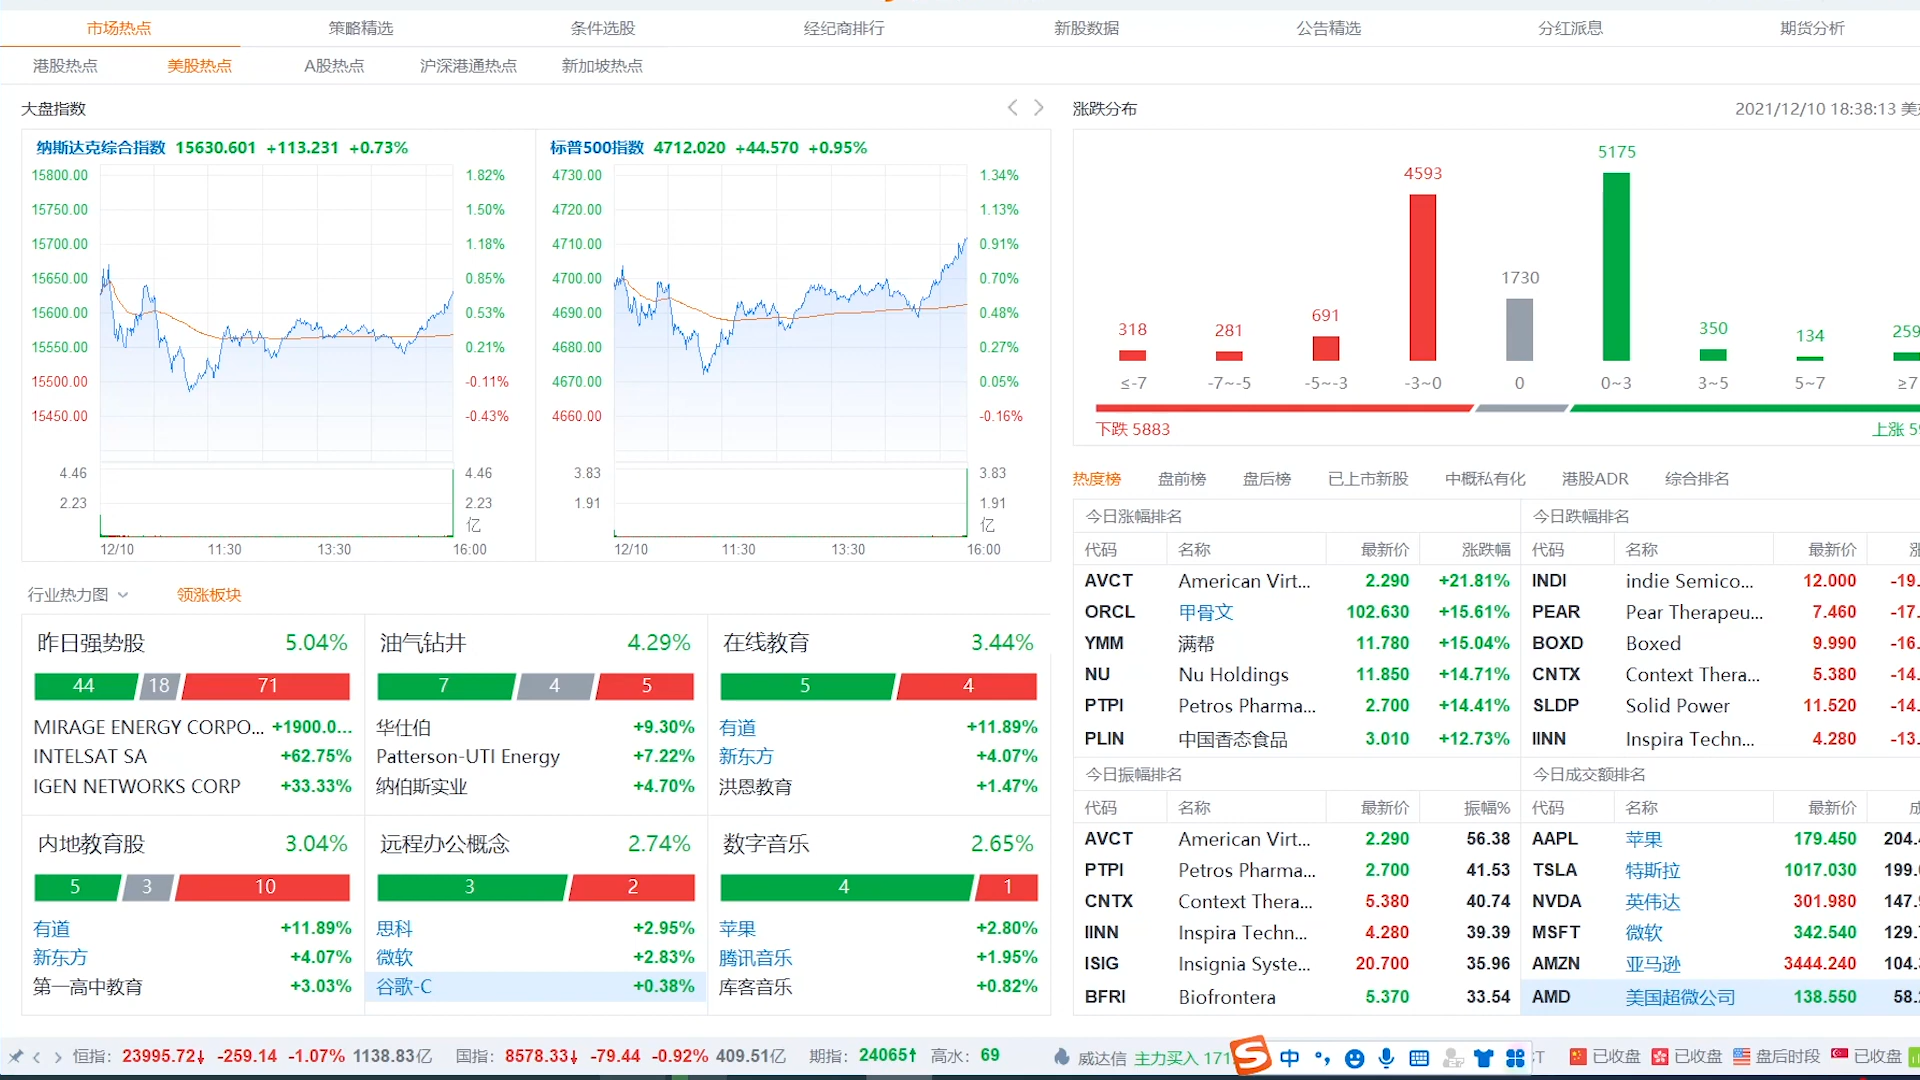 市场热点 策略精选 条件选股 经纪商排行 新股数据 公告精选 分红派息 期货分析
港股热点 美股热点 A股热点 沪深港通热点 新加坡热点
大盘指数
纳斯达克综合指数 15630.601 +113.231 +0.73%
15800.00 1.82%
15750.00 1.50%
15700.00 1.18%
15650.00 0.85%
15600.00 0.53%
15550.00 0.21%
15500.00 -0.11%
15450.00 -0.43%
4.46 4.46
2.23 2.23
亿
12/10 11:30 13:30 16:00
标普500指数 4712.020 +44.570 +0.95%
4730.00 1.34%
4720.00 1.13%
4710.00 0.91%
4700.00 0.70%
4690.00 0.48%
4680.00 0.27%
4670.00 0.05%
4660.00 -0.16%
3.83 3.83
1.91 1.91
亿
12/10 11:30 13:30 16:00
涨跌分布 2021/12/10 18:38:13
318 281 691 4593 1730 5175 350 134 259
≤-7 -7~-5 -5~-3 -3~0 0 0~3 3~5 5~7 ≥7
下跌 5883 上涨
行业热力图 领涨板块
昨日强势股 5.04%
44 18 71
MIRAGE ENERGY CORPO... +1900.0...
INTELSAT SA +62.75%
IGEN NETWORKS CORP +33.33%
油气钻井 4.29%
7 4 5
华仕伯 +9.30%
Patterson-UTI Energy +7.22%
纳伯斯实业 +4.70%
在线教育 3.44%
5 4
有道 +11.89%
新东方 +4.07%
洪恩教育 +1.47%
内地教育股 3.04%
5 3 10
有道 +11.89%
新东方 +4.07%
第一高中教育 +3.03%
远程办公概念 2.74%
3 2
思科 +2.95%
微软 +2.83%
谷歌-C +0.38%
数字音乐 2.65%
4 1
苹果 +2.80%
腾讯音乐 +1.95%
库客音乐 +0.82%
热度榜 盘前榜 盘后榜 已上市新股 中概私有化 港股ADR 综合排名
今日涨幅排名
代码 名称 最新价 涨跌幅
AVCT American Virt... 2.290 +21.81%
ORCL 甲骨文 102.630 +15.61%
YMM 满帮 11.780 +15.04%
NU Nu Holdings 11.850 +14.71%
PTPI Petros Pharma... 2.700 +14.41%
PLIN 中国香态食品 3.010 +12.73%
今日跌幅排名
代码 名称 最新价
INDI indie Semico... 12.000 -19.
PEAR Pear Therapeu... 7.460 -17.
BOXD Boxed 9.990 -16.
CNTX Context Thera... 5.380 -14.
SLDP Solid Power 11.520 -14.
IINN Inspira Techn... 4.280 -13.
今日振幅排名
代码 名称 最新价 振幅%
AVCT American Virt... 2.290 56.38
PTPI Petros Pharma... 2.700 41.53
CNTX Context Thera... 5.380 40.74
IINN Inspira Techn... 4.280 39.39
ISIG Insignia Syste... 20.700 35.96
BFRI Biofrontera 5.370 33.54
今日成交额排名
代码 名称 最新价
AAPL 苹果 179.450 204.
TSLA 特斯拉 1017.030 199.
NVDA 英伟达 301.980 147.
MSFT 微软 342.540 129.
AMZN 亚马逊 3444.240 104.
AMD 美国超微公司 138.550 58.
恒指: 23995.72↓ -259.14 -1.07% 1138.83亿 国指: 8578.33↓ -79.44 -0.92% 409.51亿 期指: 24065↑ 高水: 69 威达信 主力买入 171 中 已收盘 已收盘 盘后时段 已收盘